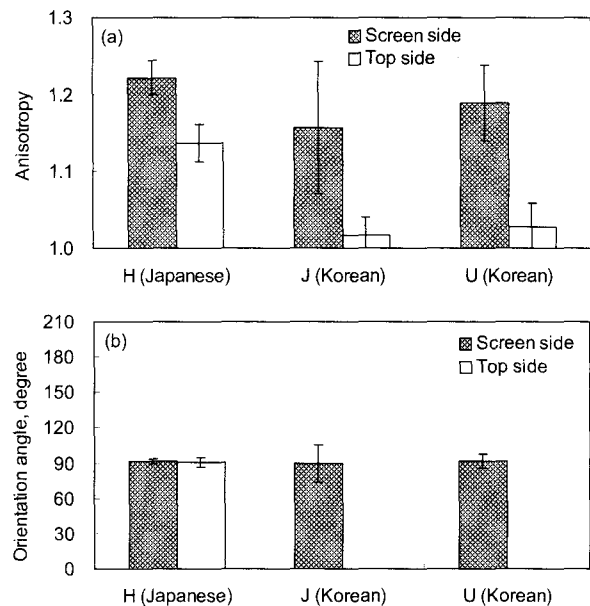 (a)
Screen side
Top side
Anisotropy
1.3
1.2
1.1
1.0
H (Japanese) J (Korean) U (Korean)
(b)
Screen side
Top side
Orientation angle, degree
210
180
150
120
90
60
30
0
H (Japanese) J (Korean) U (Korean)